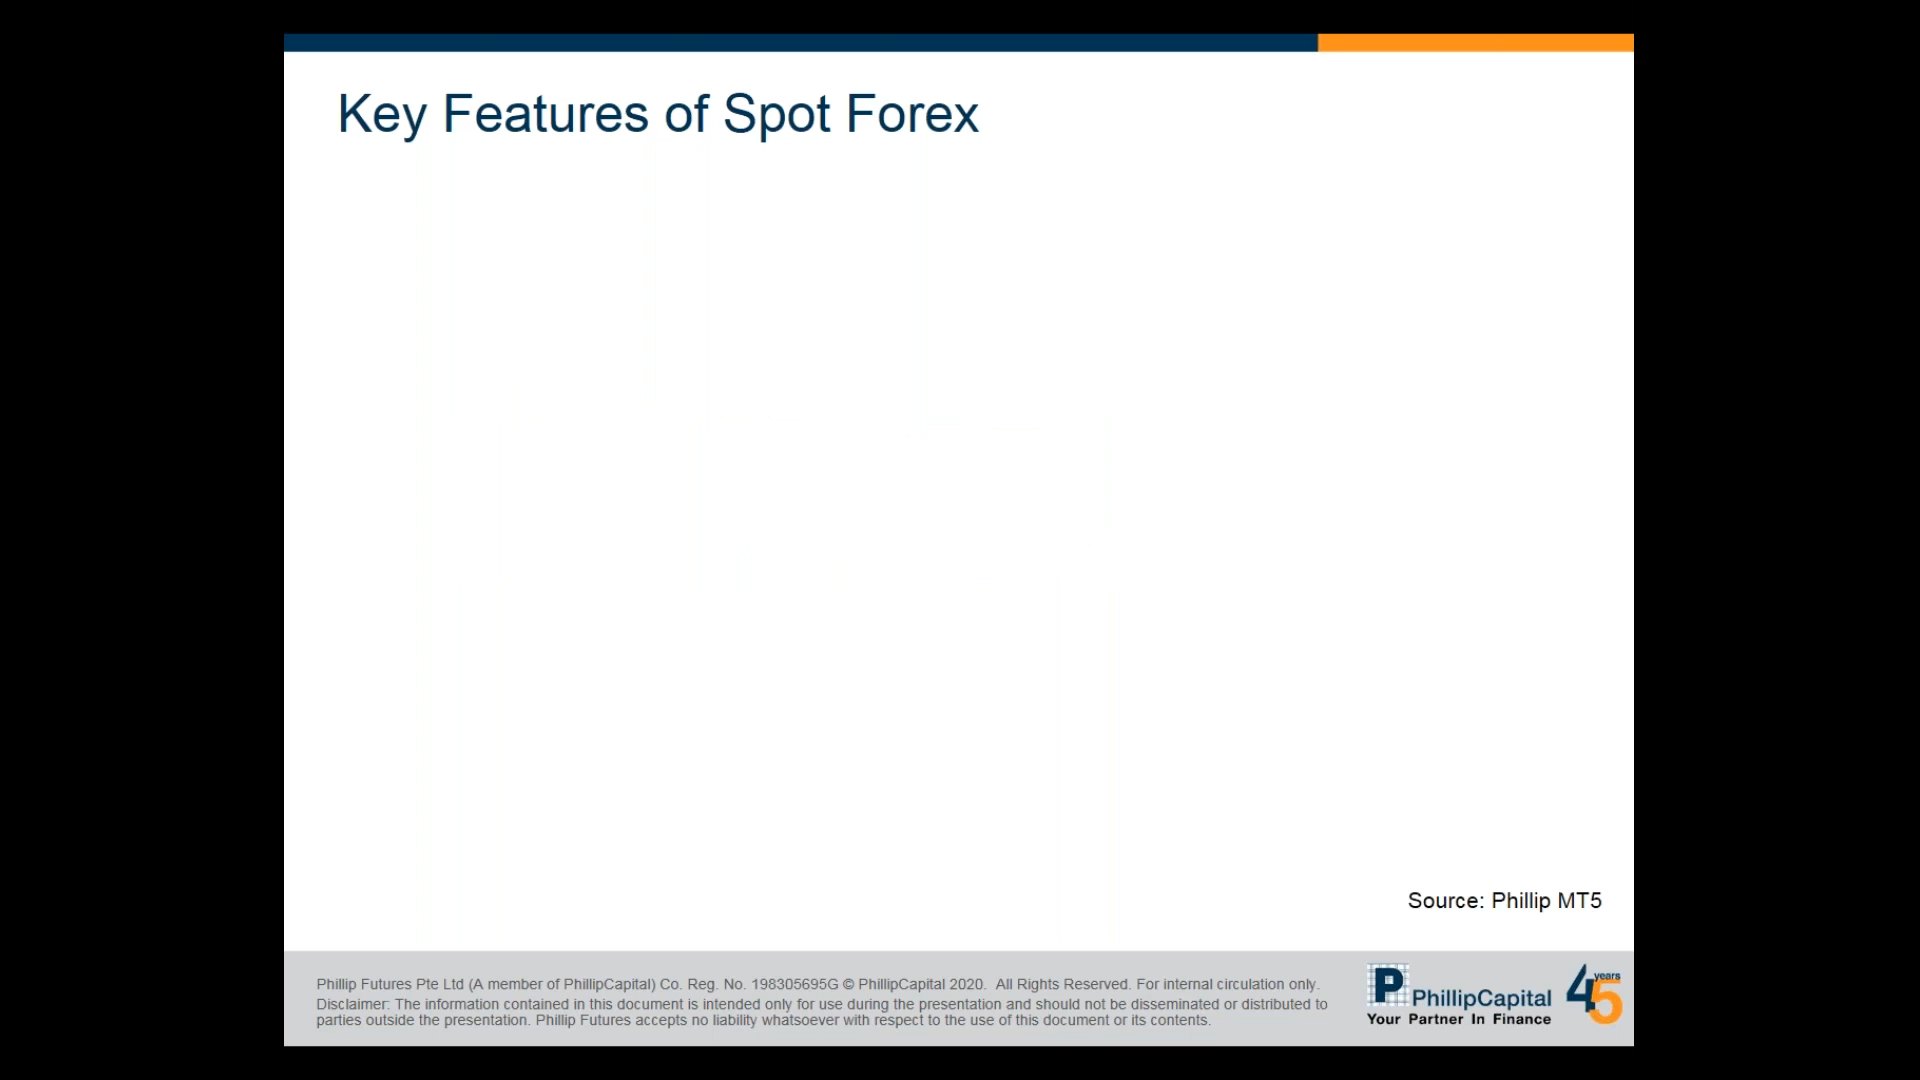 Key Features of Spot Forex
Source: Phillip MT5
Phillip Futures Pte Ltd (A member of PhillipCapital) Co. Reg. No. 198305695G © PhillipCapital 2020.  All Rights Reserved. For internal circulation only.
Disclaimer: The information contained in this document is intended only for use during the presentation and should not be disseminated or distributed to
parties outside the presentation. Phillip Futures accepts no liability whatsoever with respect to the use of this document or its contents.
P PhillipCapital
Your Partner In Finance
45 years